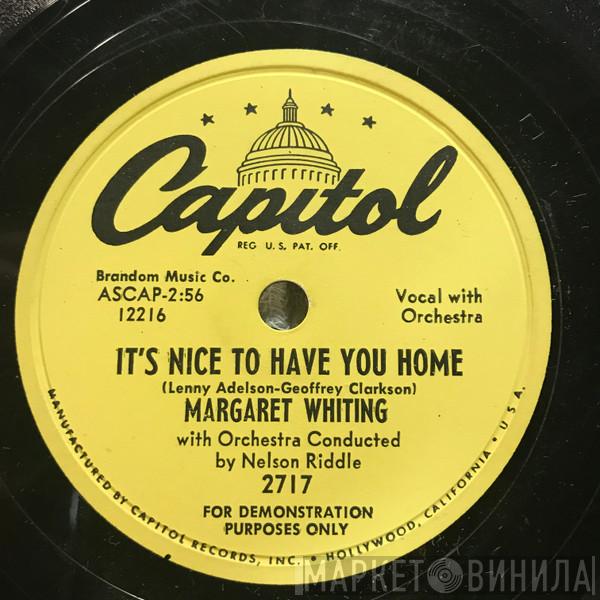 Capitol
REG U.S. PAT. OFF.
Brandom Music Co.
ASCAP-2:56
12216
Vocal with
Orchestra
IT'S NICE TO HAVE YOU HOME
(Lenny Adelson-Geoffrey Clarkson)
MARGARET WHITING
with Orchestra Conducted
by Nelson Riddle
2717
FOR DEMONSTRATION
PURPOSES ONLY
MANUFACTURED BY CAPITOL RECORDS, INC. • HOLLYWOOD, CALIFORNIA • U.S.A.
МАРКЕТ ВИНИЛА